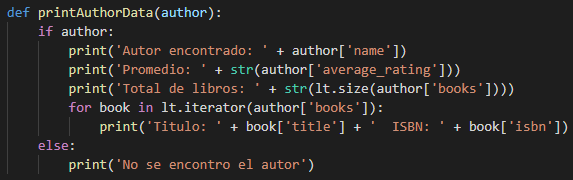 def printAuthorData(author):
    if author:
        print('Autor encontrado: ' + author['name'])
        print('Promedio: ' + str(author['average_rating']))
        print('Total de libros: ' + str(lt.size(author['books'])))
        for book in lt.iterator(author['books']):
            print('Titulo: ' + book['title'] + '  ISBN: ' + book['isbn'])
    else:
        print('No se encontro el autor')